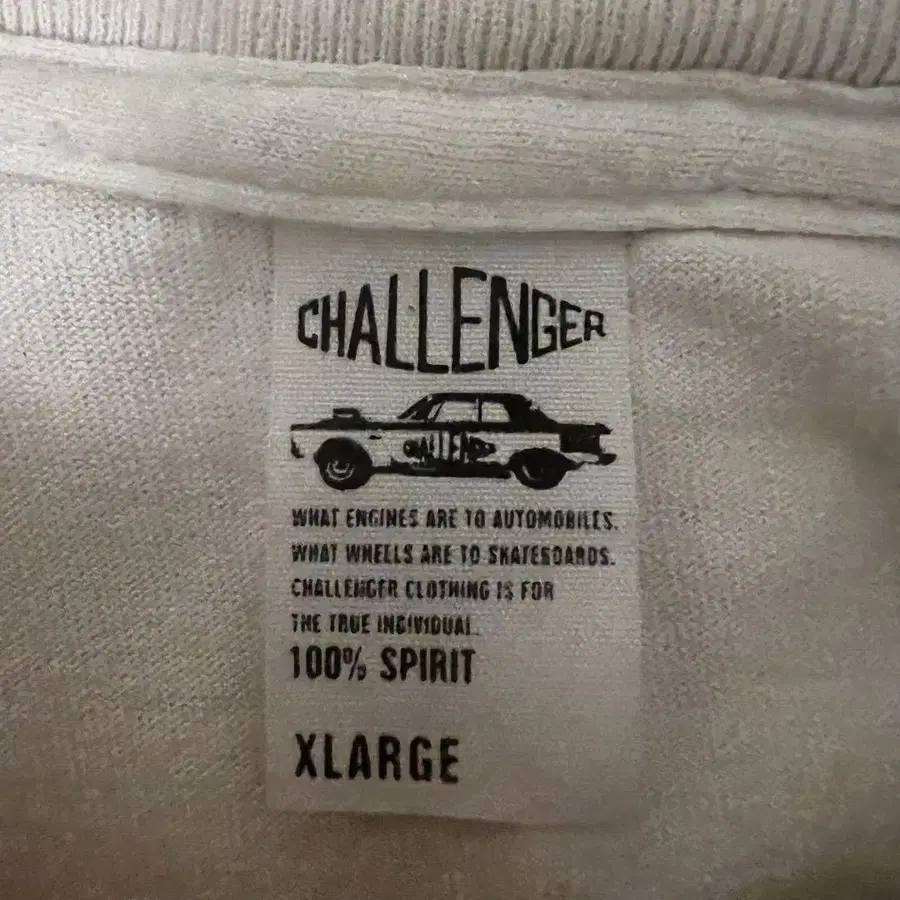 CHALLENGER
CHALLENGER
WHAT ENGINES ARE TO AUTOMOBILES.
WHAT WHEELS ARE TO SKATEBOARDS.
CHALLENGER CLOTHING IS FOR
THE TRUE INDIVIDUAL.
100% SPIRIT
XLARGE